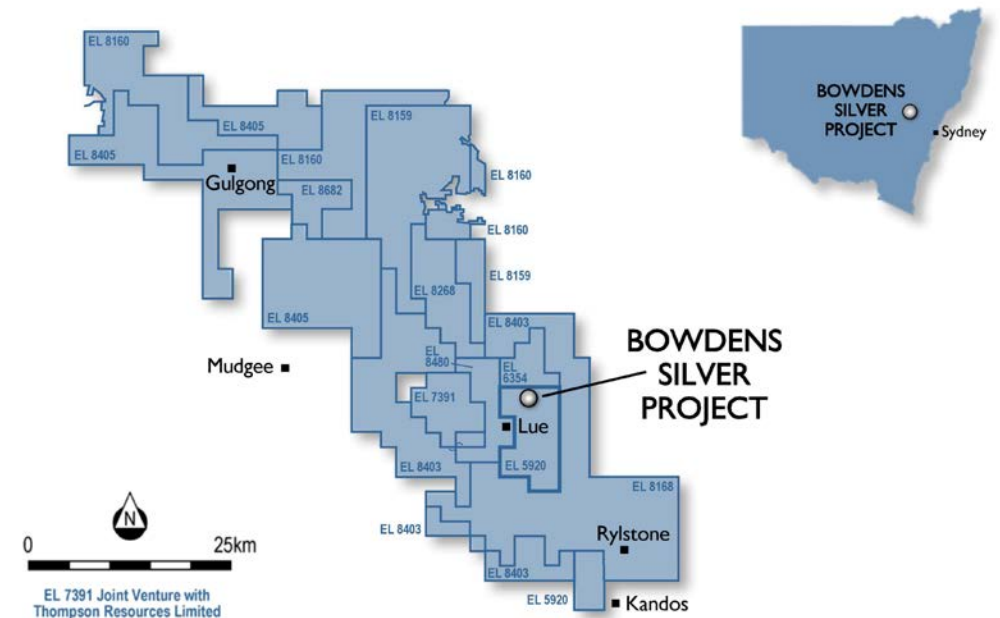 EL 8160
BOWDENS
SILVER
PROJECT
Sydney
EL 8405
EL 8159
EL 8405
EL 8160
EL 8160
Gulgong
EL 8682
EL 8160
EL 8159
EL 8268
EL 8405
EL 8403
BOWDENS
SILVER
PROJECT
EL
8480
Mudgee
EL
6354
EL 7391
Lue
EL 8403
EL 5920
EL 8168
EL 8403
Rylstone
N
0
25km
EL 8403
EL 7391 Joint Venture with
Thompson Resources Limited
EL 5920
Kandos